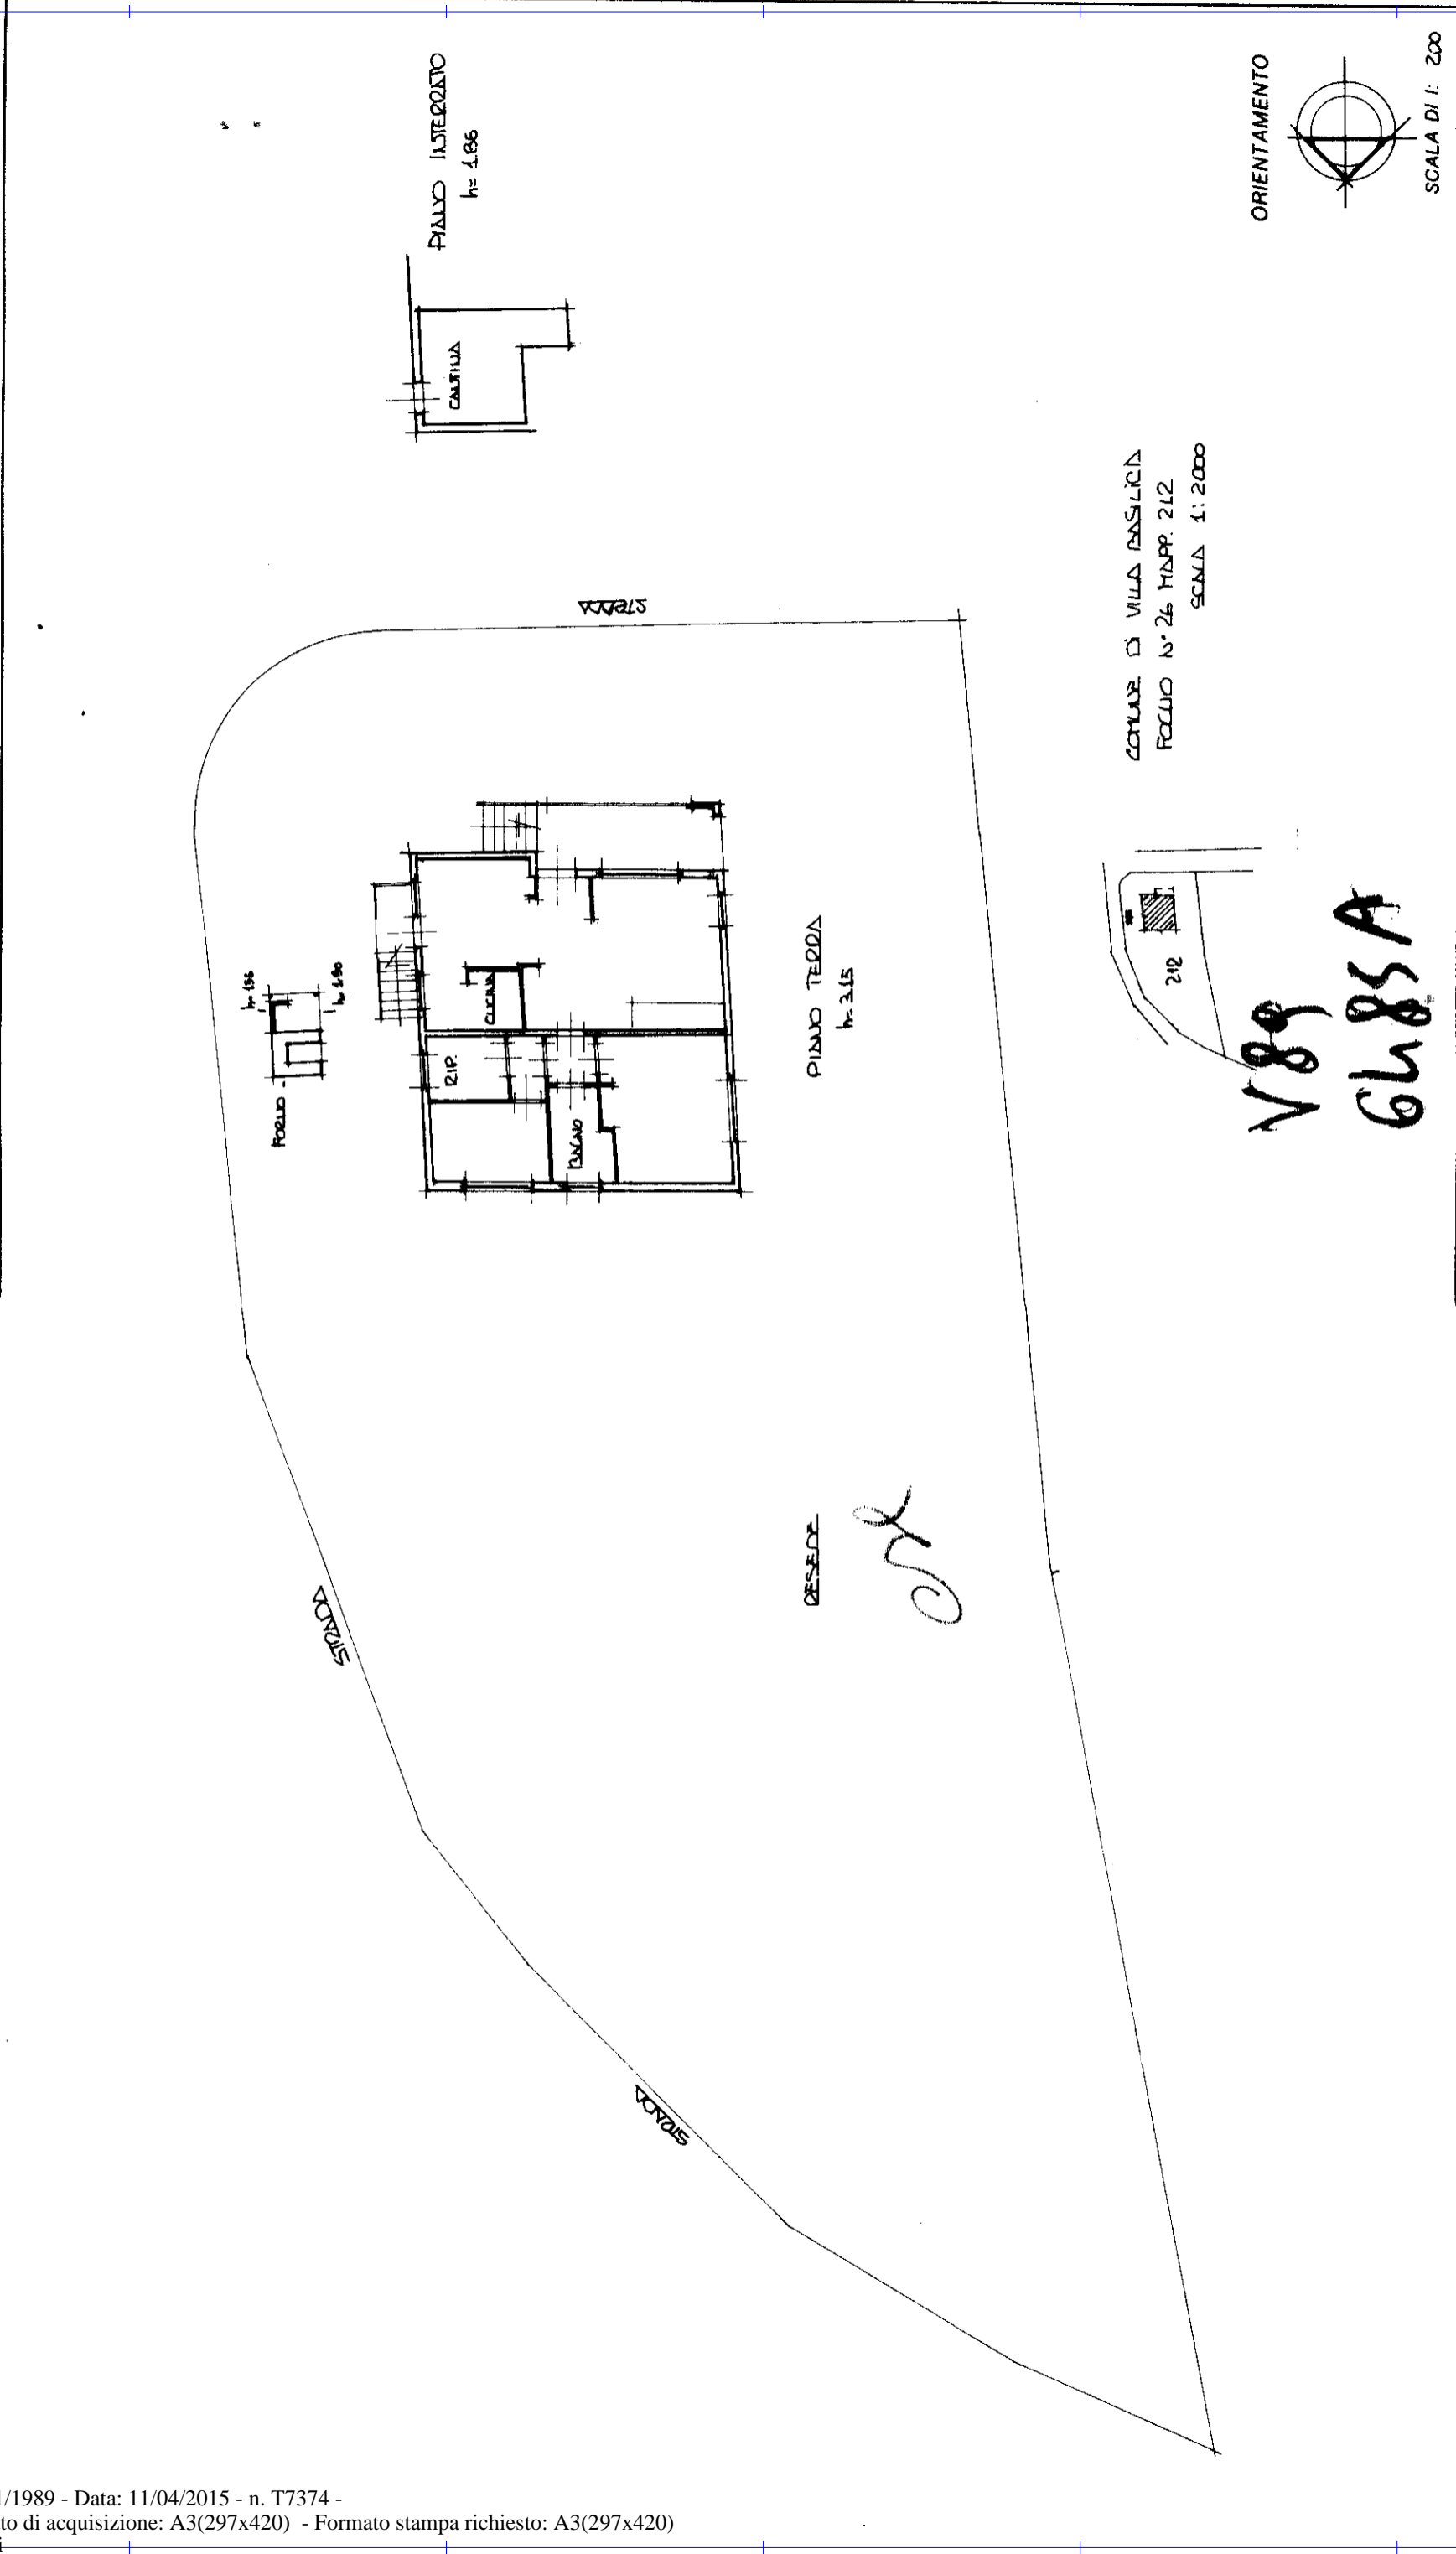 PIANO INTERRATO
h= 1.86
CANTINA
ORIENTAMENTO
SCALA DI 1: 200
STRADA
COMUNE DI VILLA BASILICA
FOGLIO N° 26 MAPP. 212
SCALA 1: 2000
212
FORNO
h= 1.90
RIP.
CUCINA
BAGNO
PIANO TERRA
h= 3.15
RESEDE
STRADA
STRADA
/1989 - Data: 11/04/2015 - n. T7374 -
to di acquisizione: A3(297x420) - Formato stampa richiesto: A3(297x420)